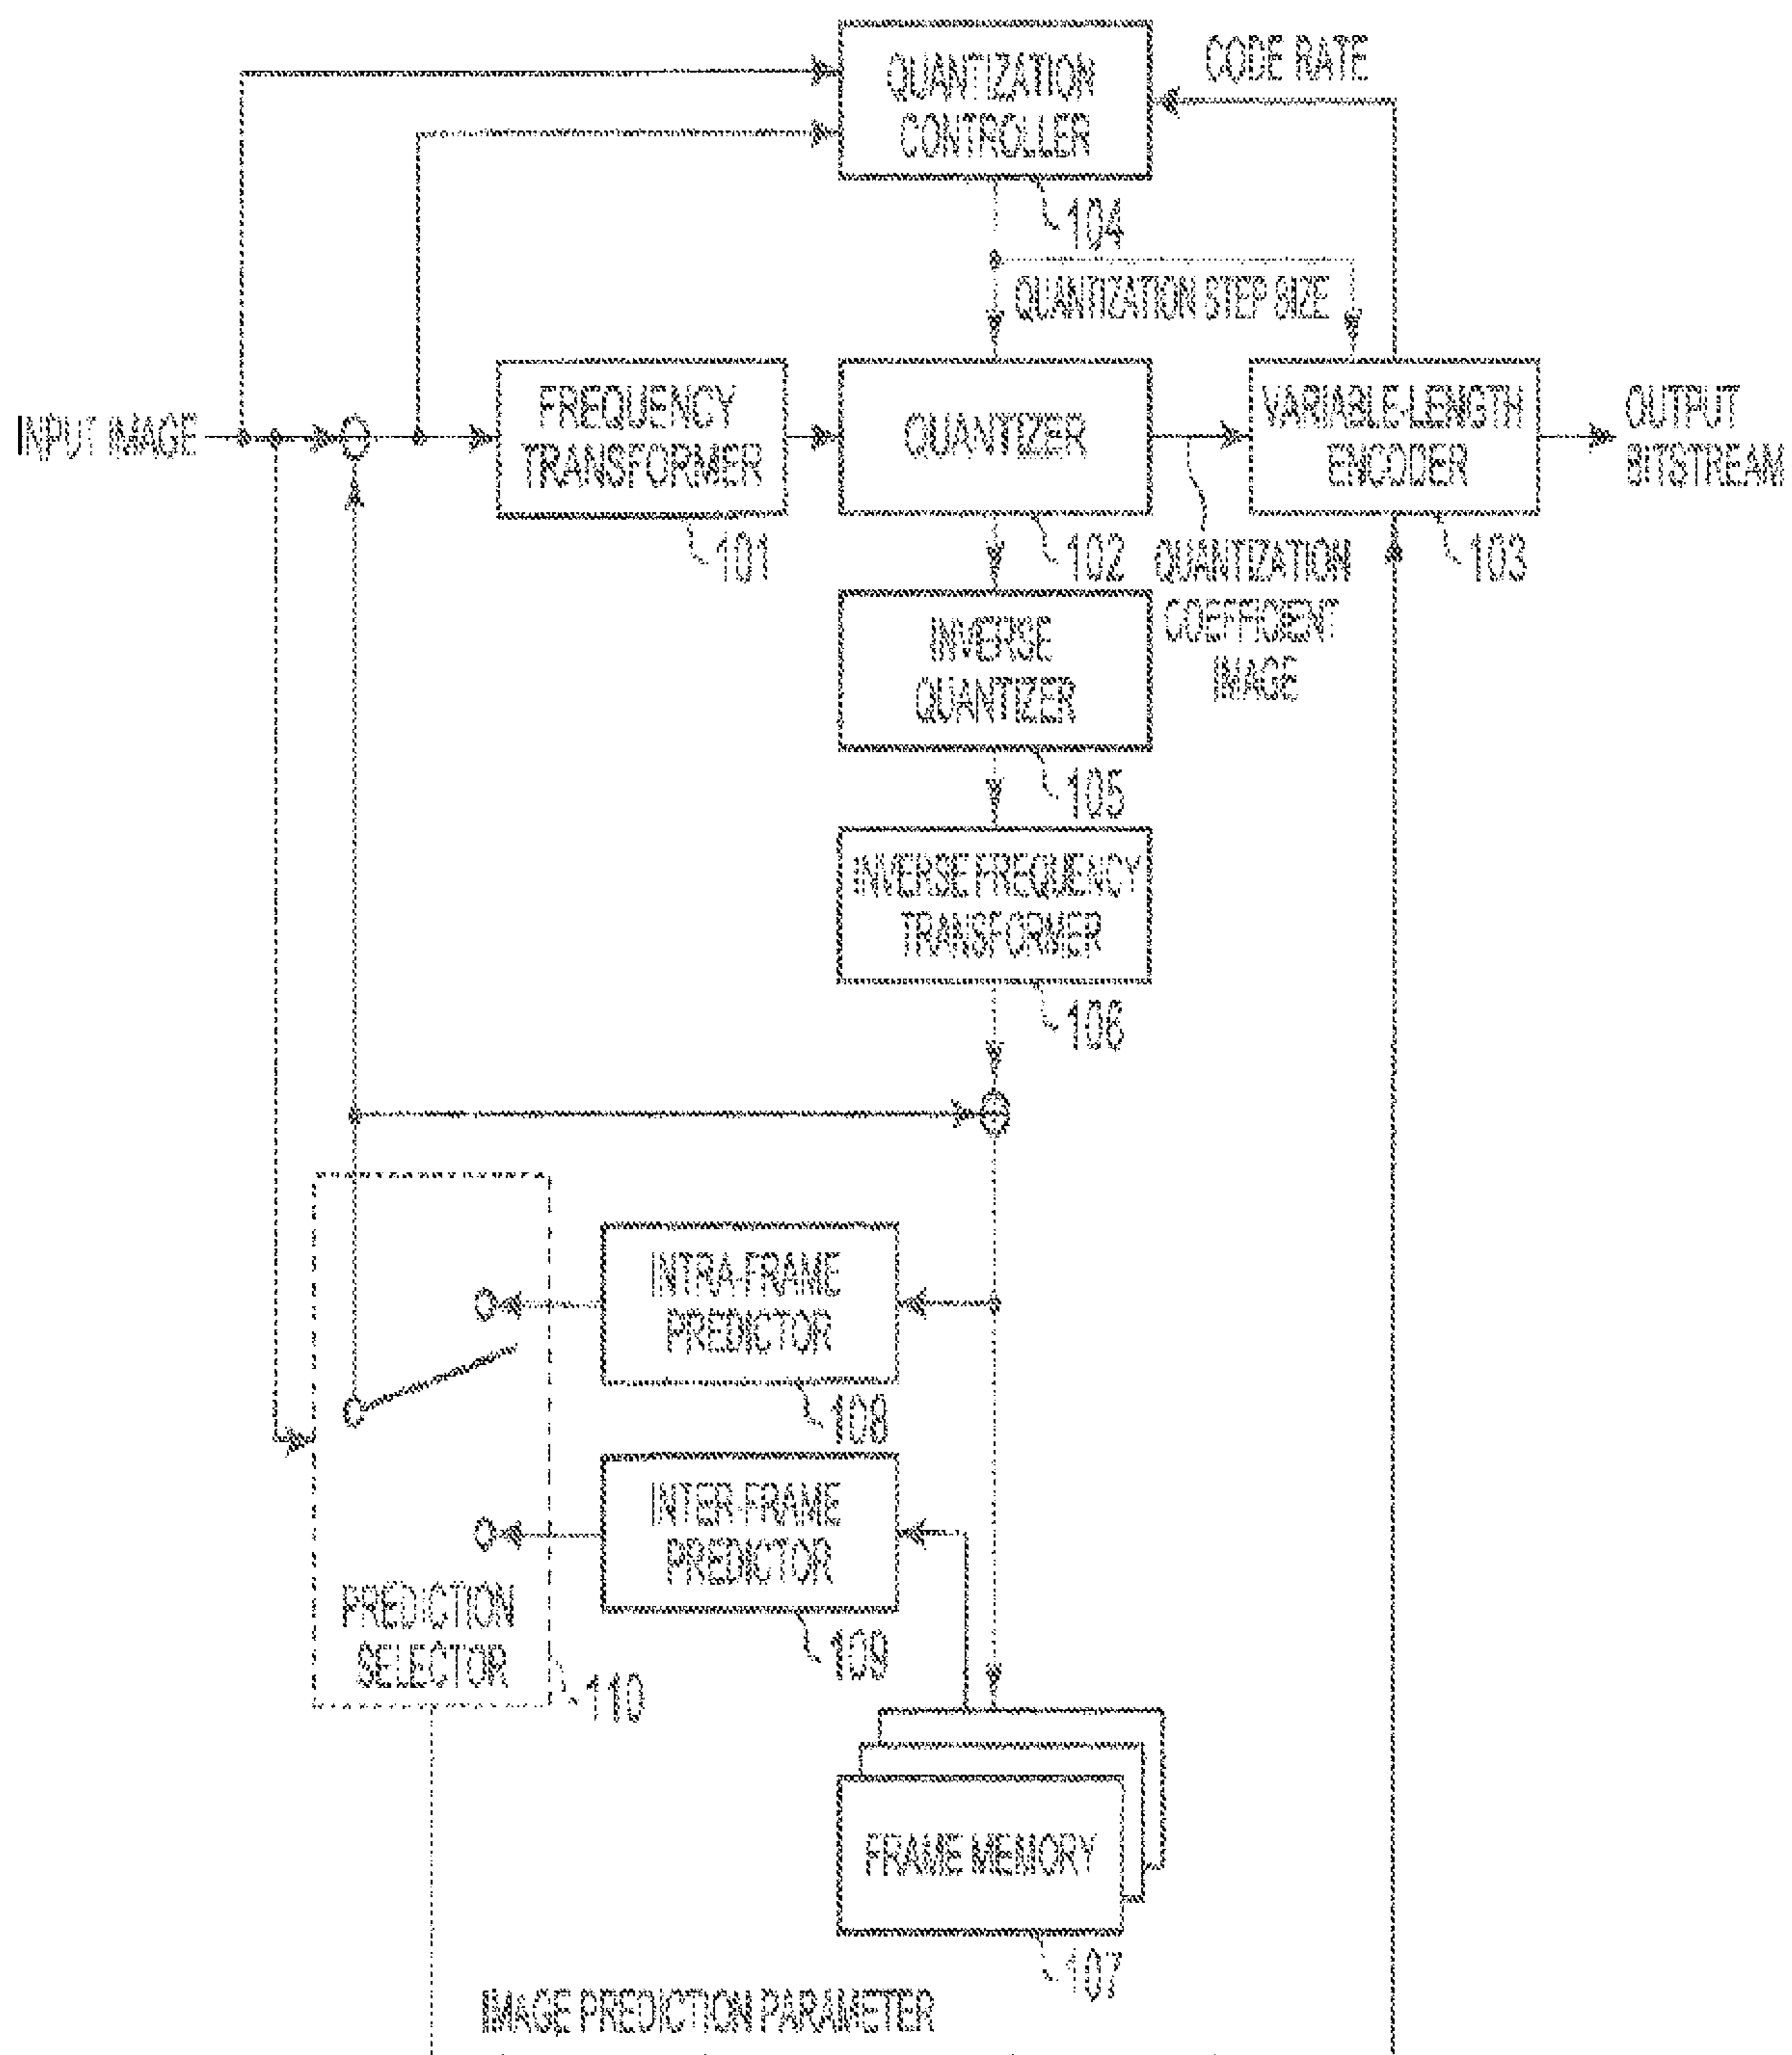 CODE RATE
QUANTIZATION
CONTROLLER
104
QUANTIZATION STEP SIZE
INPUT IMAGE
FREQUENCY
TRANSFORMER
101
QUANTIZER
102
VARIABLE-LENGTH
ENCODER
103
OUTPUT
BITSTREAM
QUANTIZATION
COEFFICIENT
IMAGE
INVERSE
QUANTIZER
105
INVERSE FREQUENCY
TRANSFORMER
106
INTRA-FRAME
PREDICTOR
108
INTER-FRAME
PREDICTOR
109
PREDICTION
SELECTOR
110
FRAME MEMORY
107
IMAGE PREDICTION PARAMETER